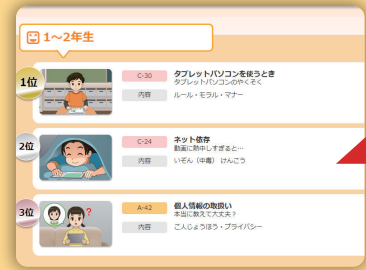 1～2年生
1位
C-30
タブレットパソコンを使うとき
タブレットパソコンのやくそく
内容
ルール・モラル・マナー
2位
C-24
ネット依存
動画に熱中しすぎると…
内容
いぞん（中毒） けんこう
3位
?
A-42
個人情報の取扱い
本当に教えて大丈夫？
内容
こんじょうほう・プライバシー